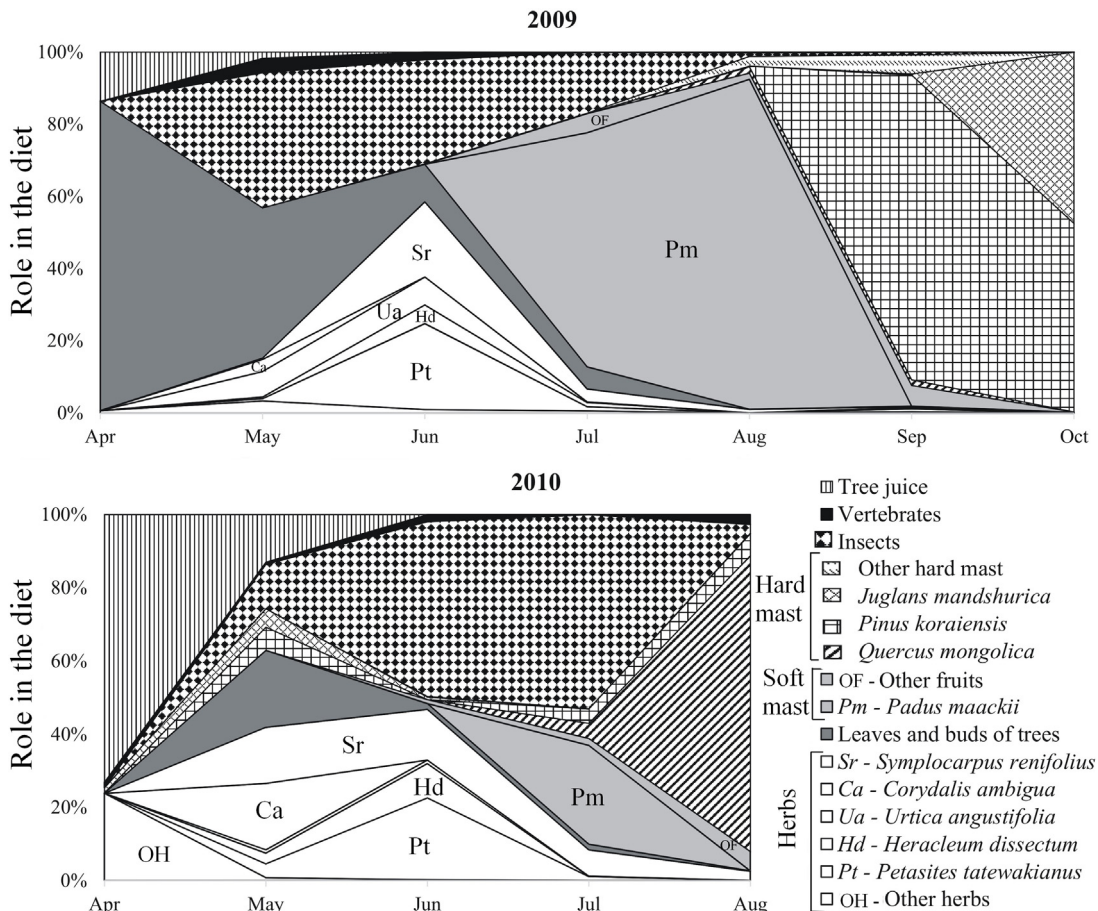 2009
100%
80%
60%
40%
20%
0%
Role in the diet
OF
Pm
Sr
Ua
Hd
Ca
Pt
Apr May Jun Jul Aug Sep Oct
2010
100%
80%
60%
40%
20%
0%
Role in the diet
Sr
Ca
Hd
Pm
Pt
OH
OF
Apr May Jun Jul Aug
Tree juice
Vertebrates
Insects
Hard mast
Other hard mast
Juglans mandshurica
Pinus koraiensis
Quercus mongolica
Soft mast
OF - Other fruits
Pm - Padus maackii
Leaves and buds of trees
Herbs
Sr - Symplocarpus renifolius
Ca - Corydalis ambigua
Ua - Urtica angustifolia
Hd - Heracleum dissectum
Pt - Petasites tatewakianus
OH - Other herbs